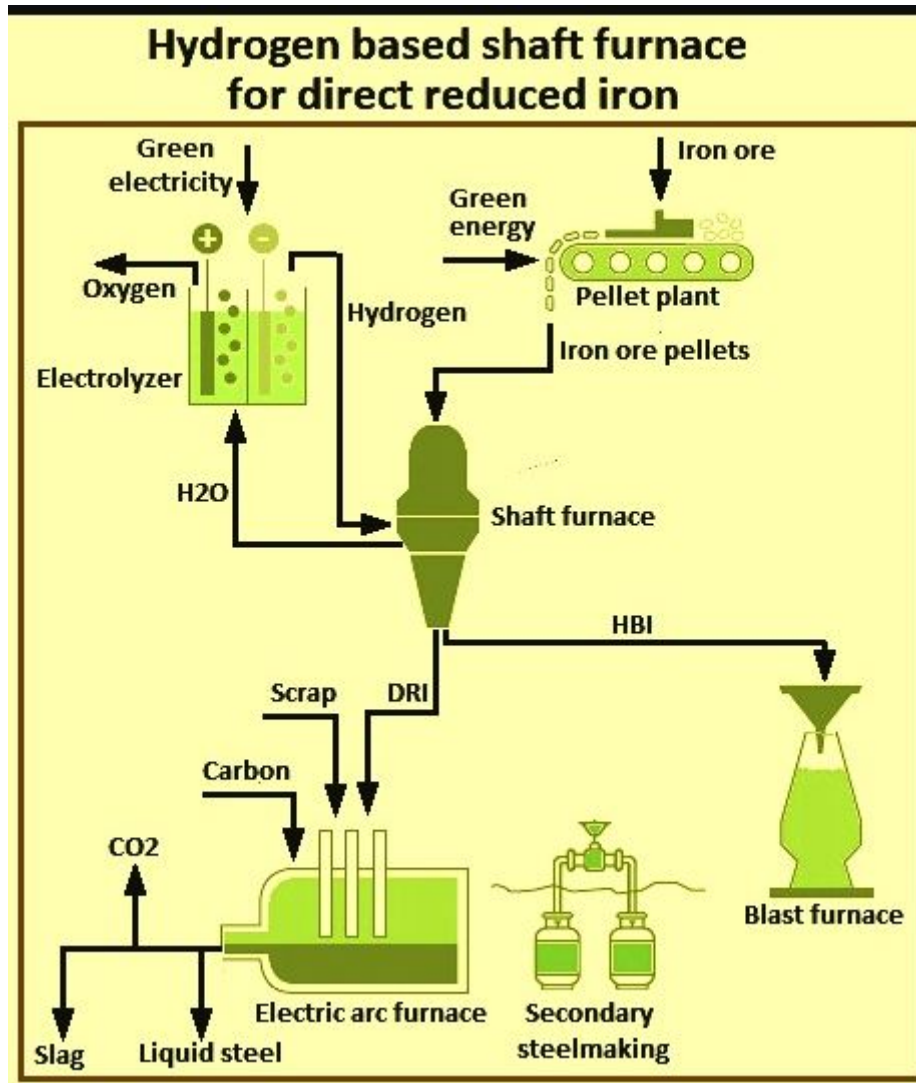 Hydrogen based shaft furnace
for direct reduced iron
Green
electricity
Iron ore
Green
energy
+
-
Oxygen
Hydrogen
Pellet plant
Iron ore pellets
Electrolyzer
H2O
Shaft furnace
HBI
Scrap
DRI
Carbon
CO2
Blast furnace
Electric arc furnace
Secondary
steelmaking
Slag
Liquid steel